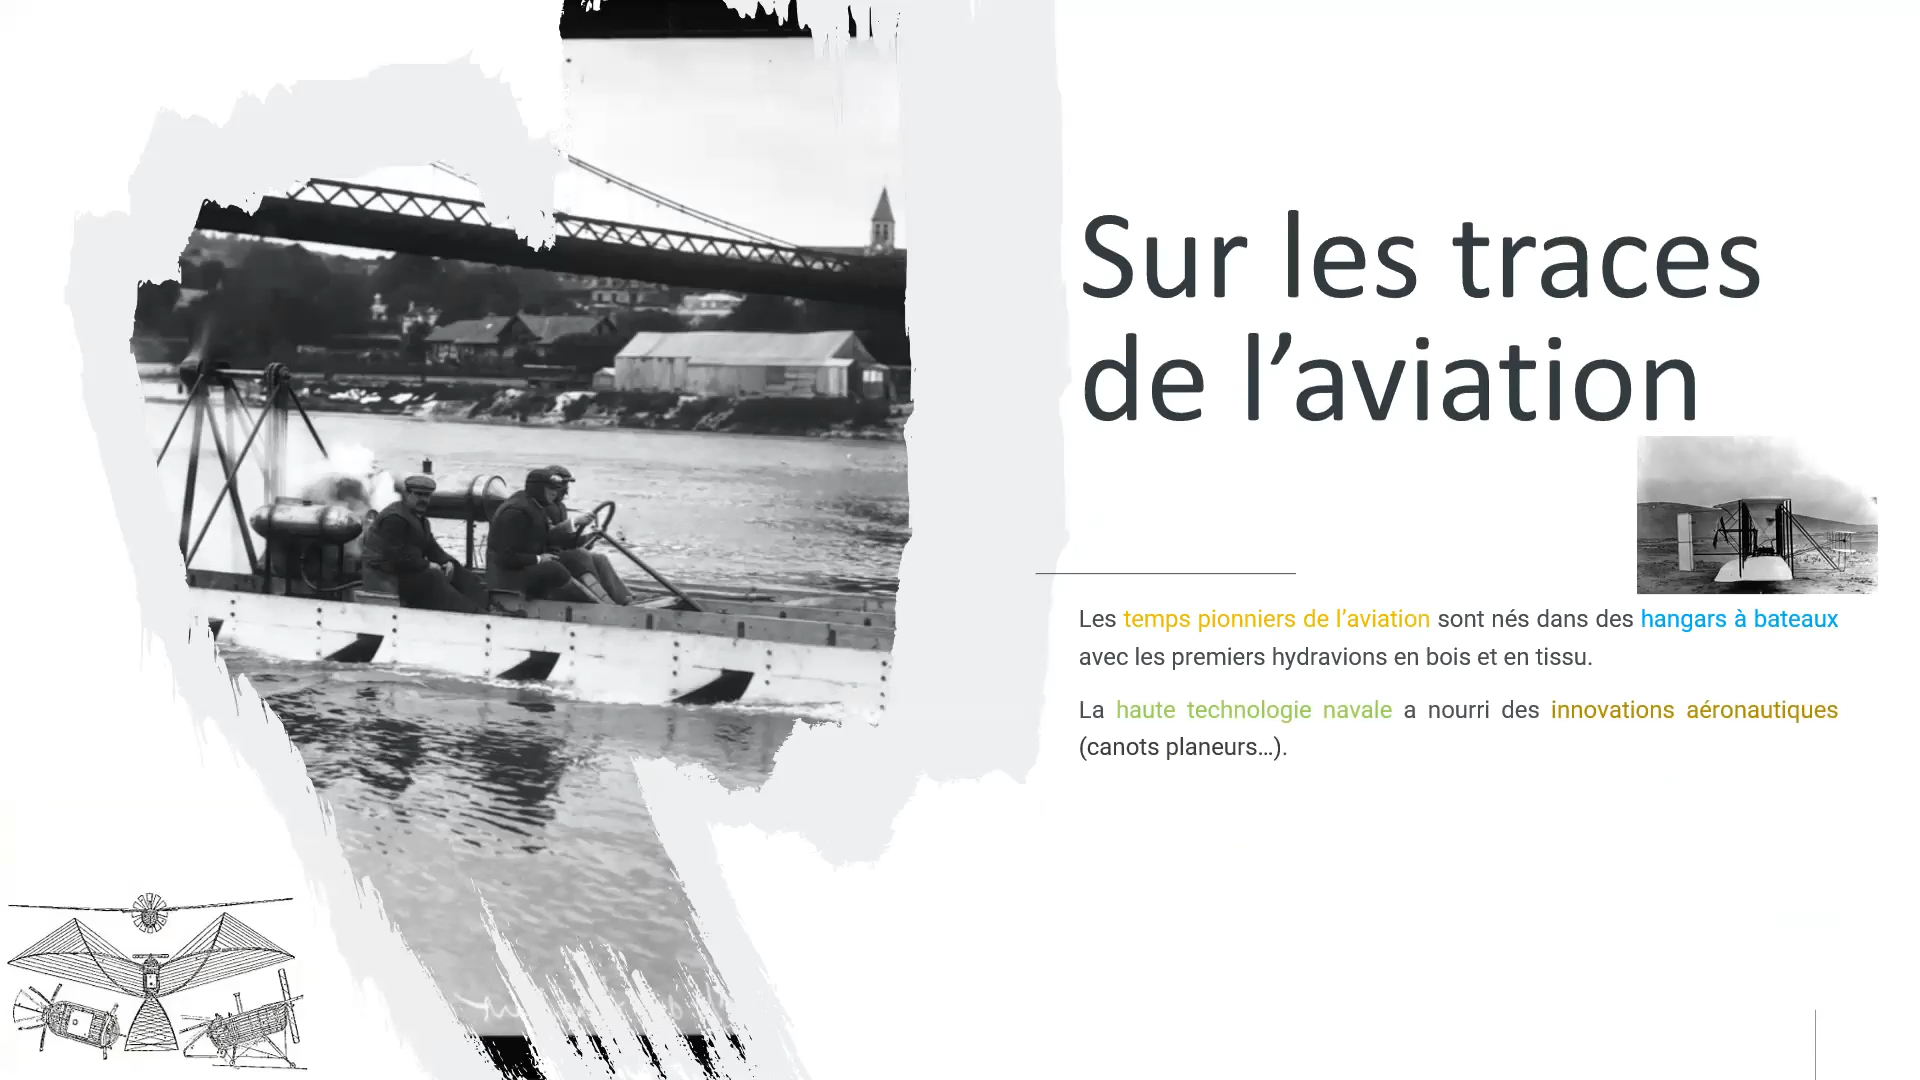 Sur les traces
de l’aviation
Les temps pionniers de l’aviation sont nés dans des hangars à bateaux
avec les premiers hydravions en bois et en tissu.
La haute technologie navale a nourri des innovations aéronautiques
(canots planeurs…).